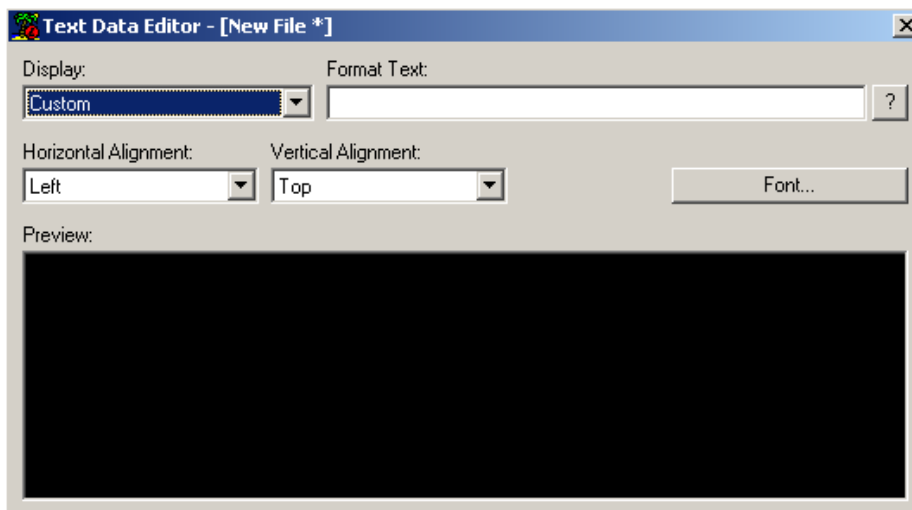 Text Data Editor - [New File *]
Display: Format Text:
Custom ?
Horizontal Alignment: Vertical Alignment:
Left Top Font...
Preview: